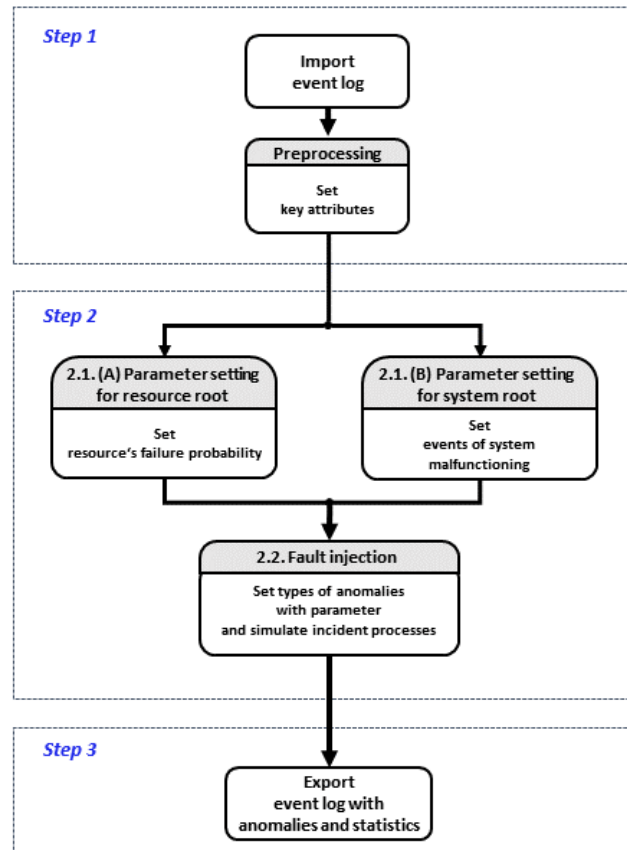 Step 1
Import
event log
Preprocessing
Set
key attributes
Step 2
2.1. (A) Parameter setting
for resource root
Set
resource's failure probability
2.1. (B) Parameter setting
for system root
Set
events of system
malfunctioning
2.2. Fault injection
Set types of anomalies
with parameter
and simulate incident processes
Step 3
Export
event log with
anomalies and statistics